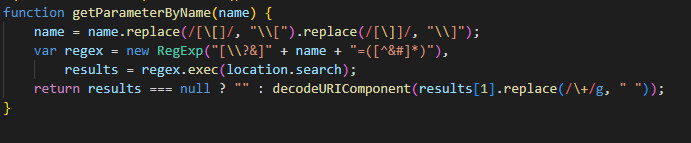 function getParameterByName(name) {
    name = name.replace(/[\[]/, "\\[").replace(/[\]]/, "\\]");
    var regex = new RegExp("[\\?&]" + name + "=([^&#]*)"),
        results = regex.exec(location.search);
    return results === null ? "" : decodeURIComponent(results[1].replace(/\+/g, " "));
}